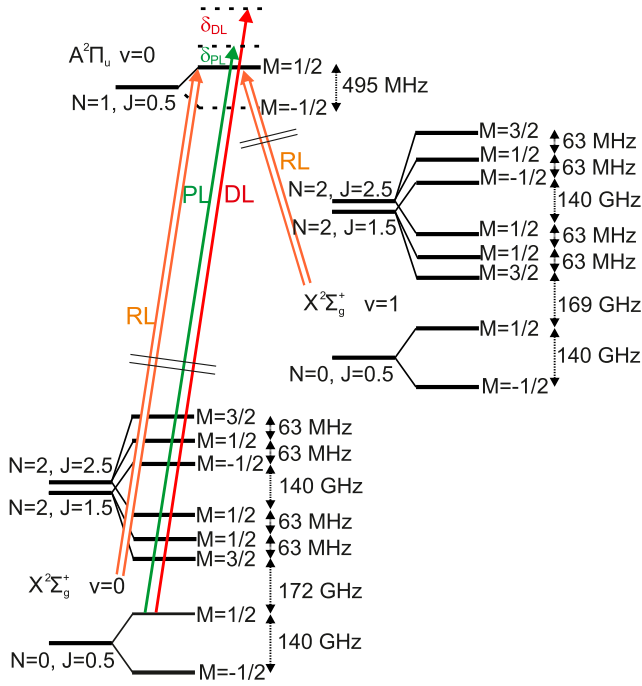 δDL
A²Πu v=0
δPL
M=1/2
495 MHz
N=1, J=0.5
M=-1/2
M=3/2
63 MHz
M=1/2
63 MHz
RL
M=-1/2
PL
DL
N=2, J=2.5
140 GHz
N=2, J=1.5
M=1/2
63 MHz
M=1/2
63 MHz
M=3/2
X²Σg⁺ v=1
169 GHz
RL
M=1/2
N=0, J=0.5
140 GHz
M=-1/2
M=3/2
63 MHz
M=1/2
63 MHz
N=2, J=2.5
M=-1/2
140 GHz
N=2, J=1.5
M=1/2
63 MHz
M=1/2
63 MHz
M=3/2
X²Σg⁺ v=0
172 GHz
M=1/2
140 GHz
N=0, J=0.5
M=-1/2